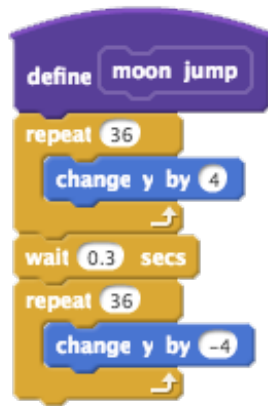 define moon jump
repeat 36
change y by 4
wait 0.3 secs
repeat 36
change y by -4